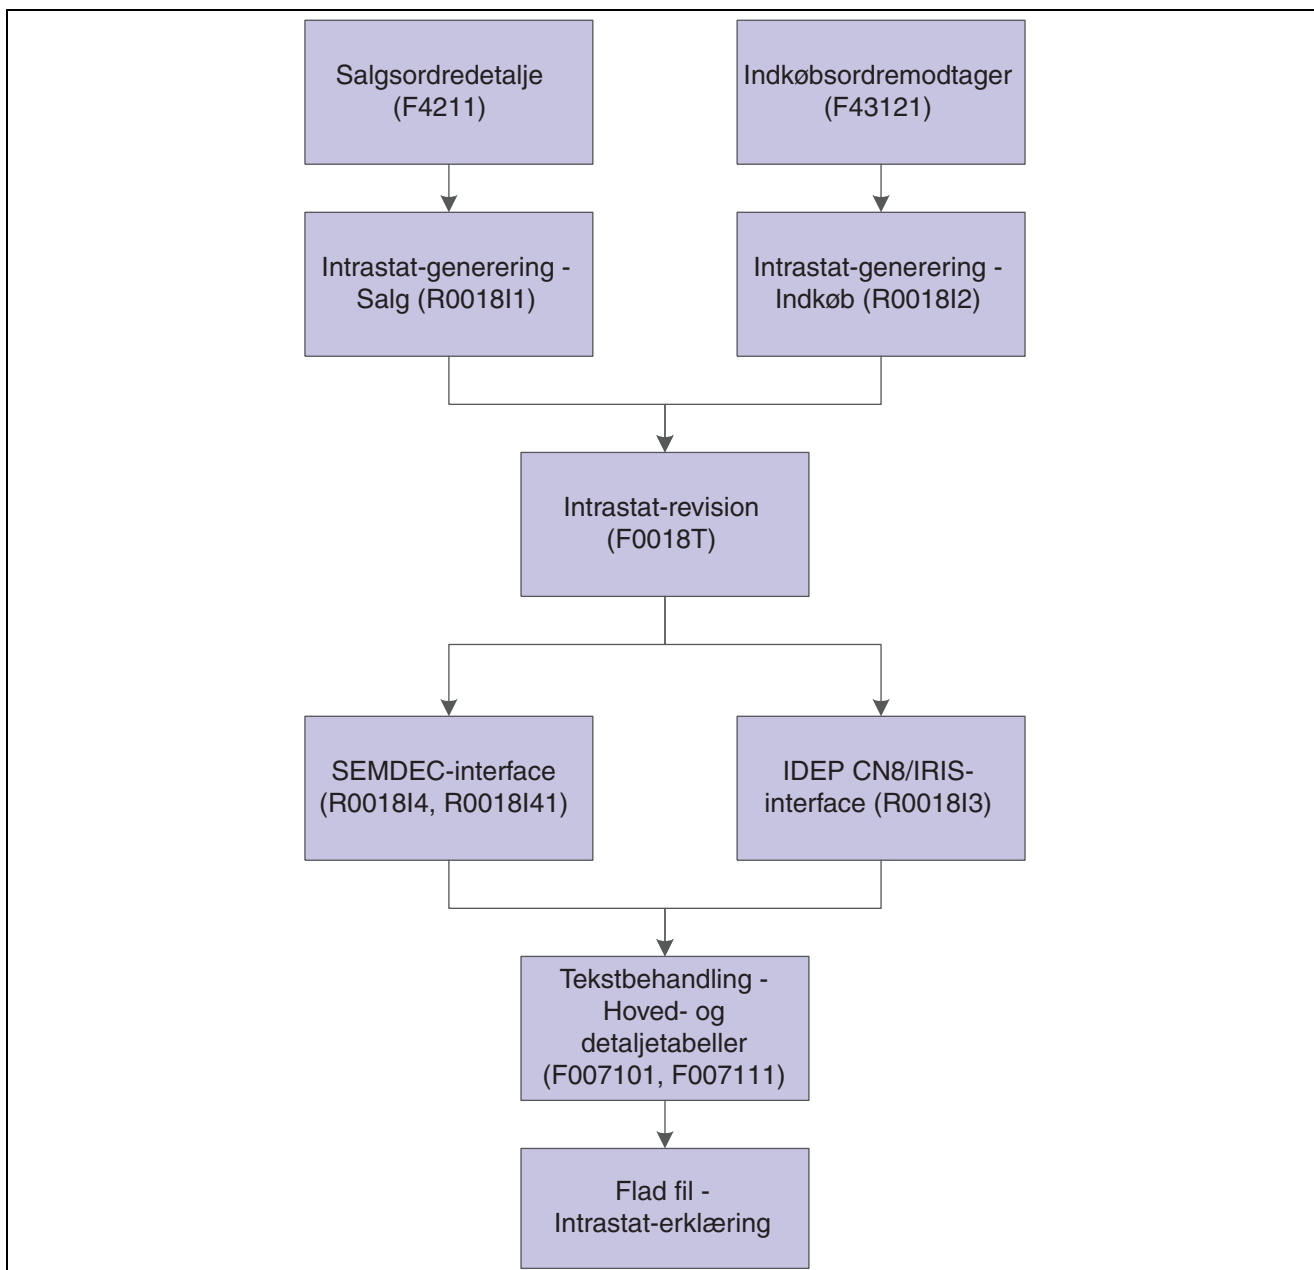 Salgsordredetalje
(F4211)
Indkøbsordremodtager
(F43121)
Intrastat-generering -
Salg (R0018I1)
Intrastat-generering -
Indkøb (R0018I2)
Intrastat-revision
(F0018T)
SEMDEC-interface
(R0018I4, R0018I41)
IDEP CN8/IRIS-
interface (R0018I3)
Tekstbehandling -
Hoved- og
detaljetabeller
(F007101, F007111)
Flad fil -
Intrastat-erklæring